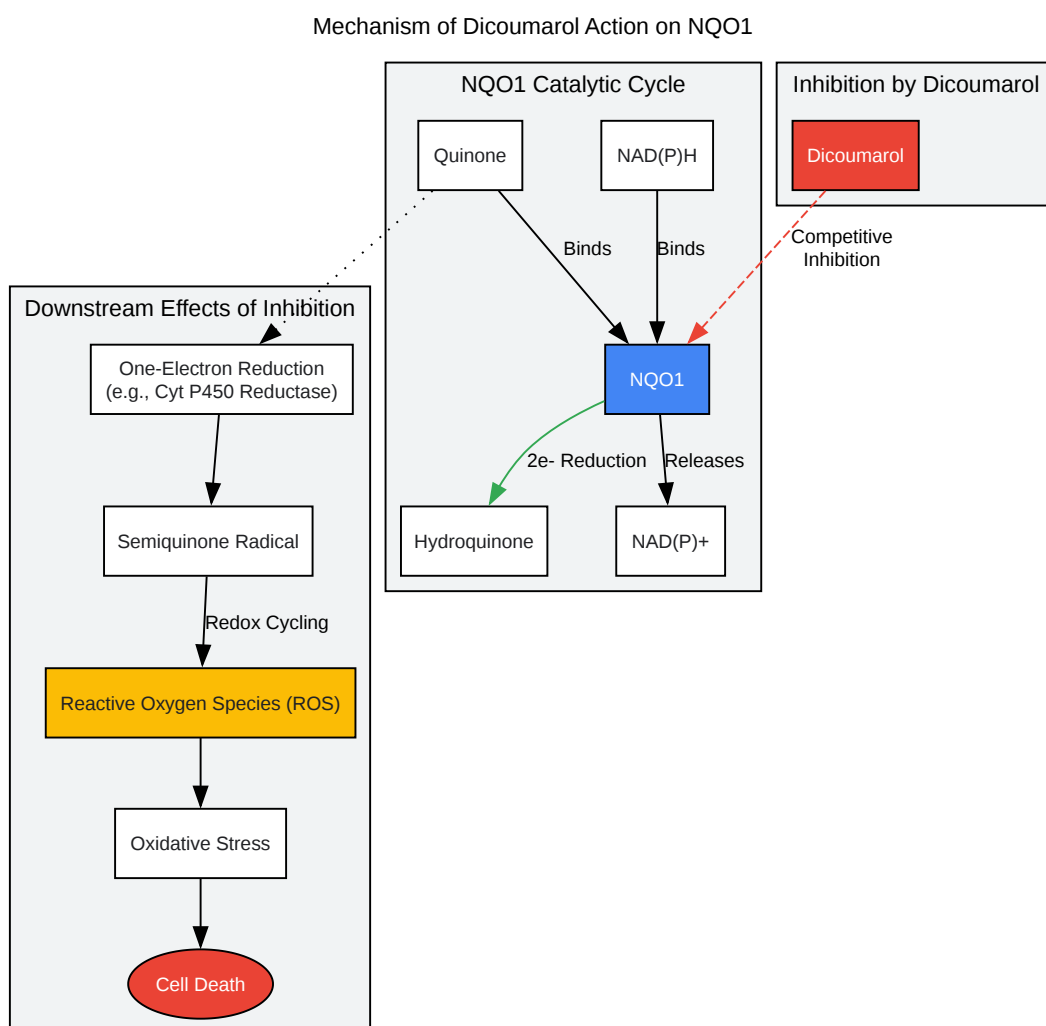 Mechanism of Dicoumarol Action on NQO1
NQO1 Catalytic Cycle
Inhibition by Dicoumarol
Quinone
NAD(P)H
Dicoumarol
Binds
Binds
Competitive
Inhibition
Downstream Effects of Inhibition
One-Electron Reduction
(e.g., Cyt P450 Reductase)
NQO1
2e- Reduction
Releases
Semiquinone Radical
Hydroquinone
NAD(P)+
Redox Cycling
Reactive Oxygen Species (ROS)
Oxidative Stress
Cell Death